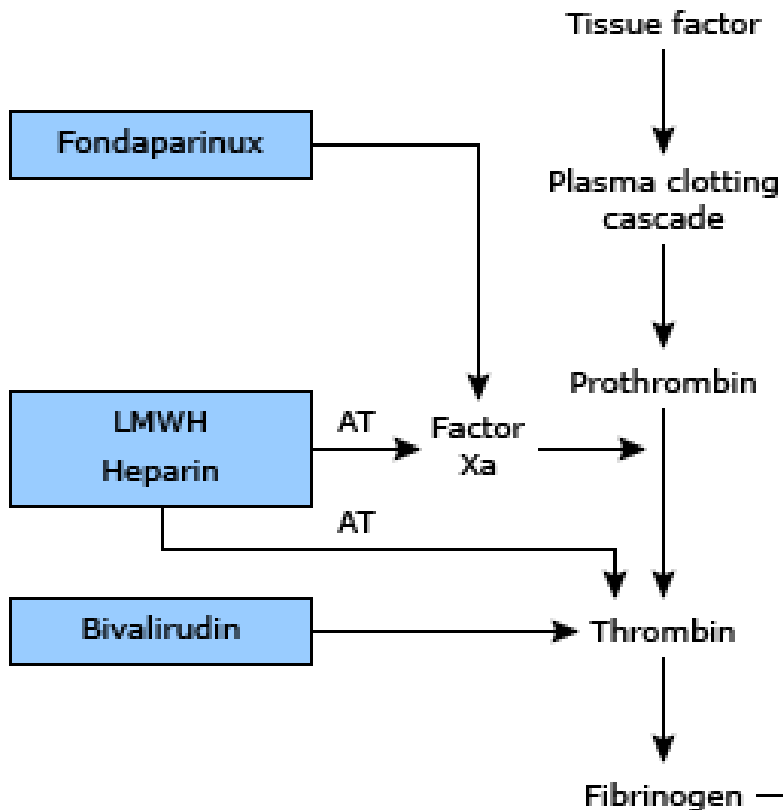 Tissue factor
Fondaparinux
Plasma clotting
cascade
Prothrombin
LMWH
Heparin
AT
Factor
Xa
AT
Bivalirudin
Thrombin
Fibrinogen